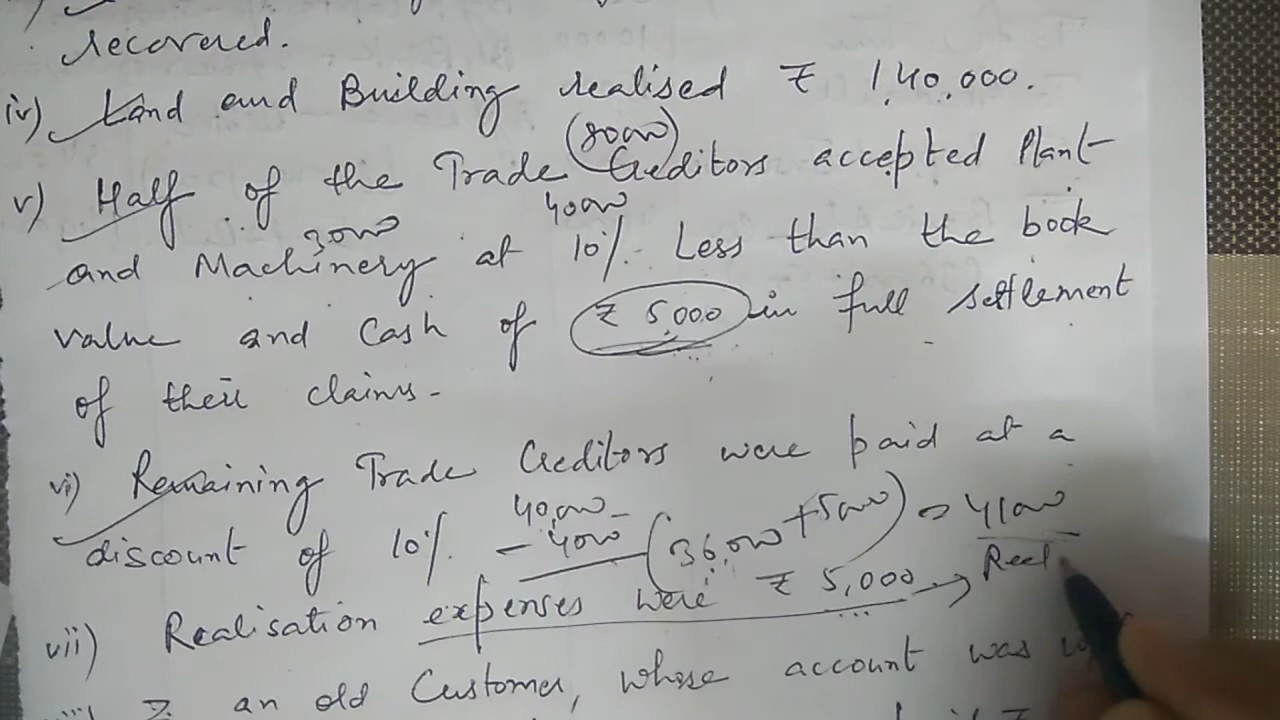 recovered.
iv) Land and Building realised ₹ 1,40,000.
(80000)
v) Half of the Trade Creditors accepted Plant
30000 40000
and Machinery at 10% Less than the book
value and Cash of ₹ 5,000 in full settlement
of their claims.
vi) Remaining Trade Creditors were paid at a
40,000
discount of 10% - 4000 (36,000 + 5000) = 41000
vii) Realisation expenses were ₹ 5,000 → Real
an old Customer, whose account was